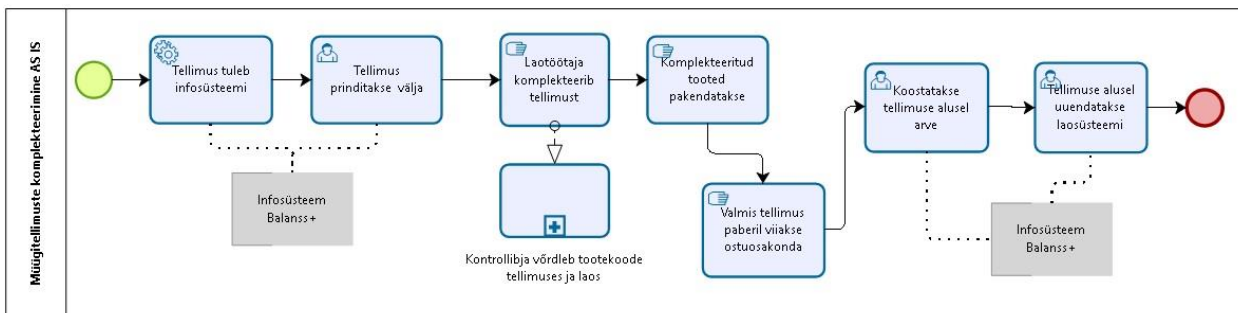 Müügitellimuste komplekteerimine AS IS
Tellimus tuleb
infosüsteemi
Tellimus
prinditakse välja
Laotöötaja
komplekteerib
tellimust
Komplekteeritud
tooted
pakendatakse
Koostatakse
tellimuse alusel
arve
Tellimuse alusel
uuendatakse
laosüsteemi
Infosüsteem
Balanss+
Kontrollibja võrdleb tootekoode
tellimuses ja laos
Valmis tellimus
paberil viiakse
ostuosakonda
Infosüsteem
Balanss+